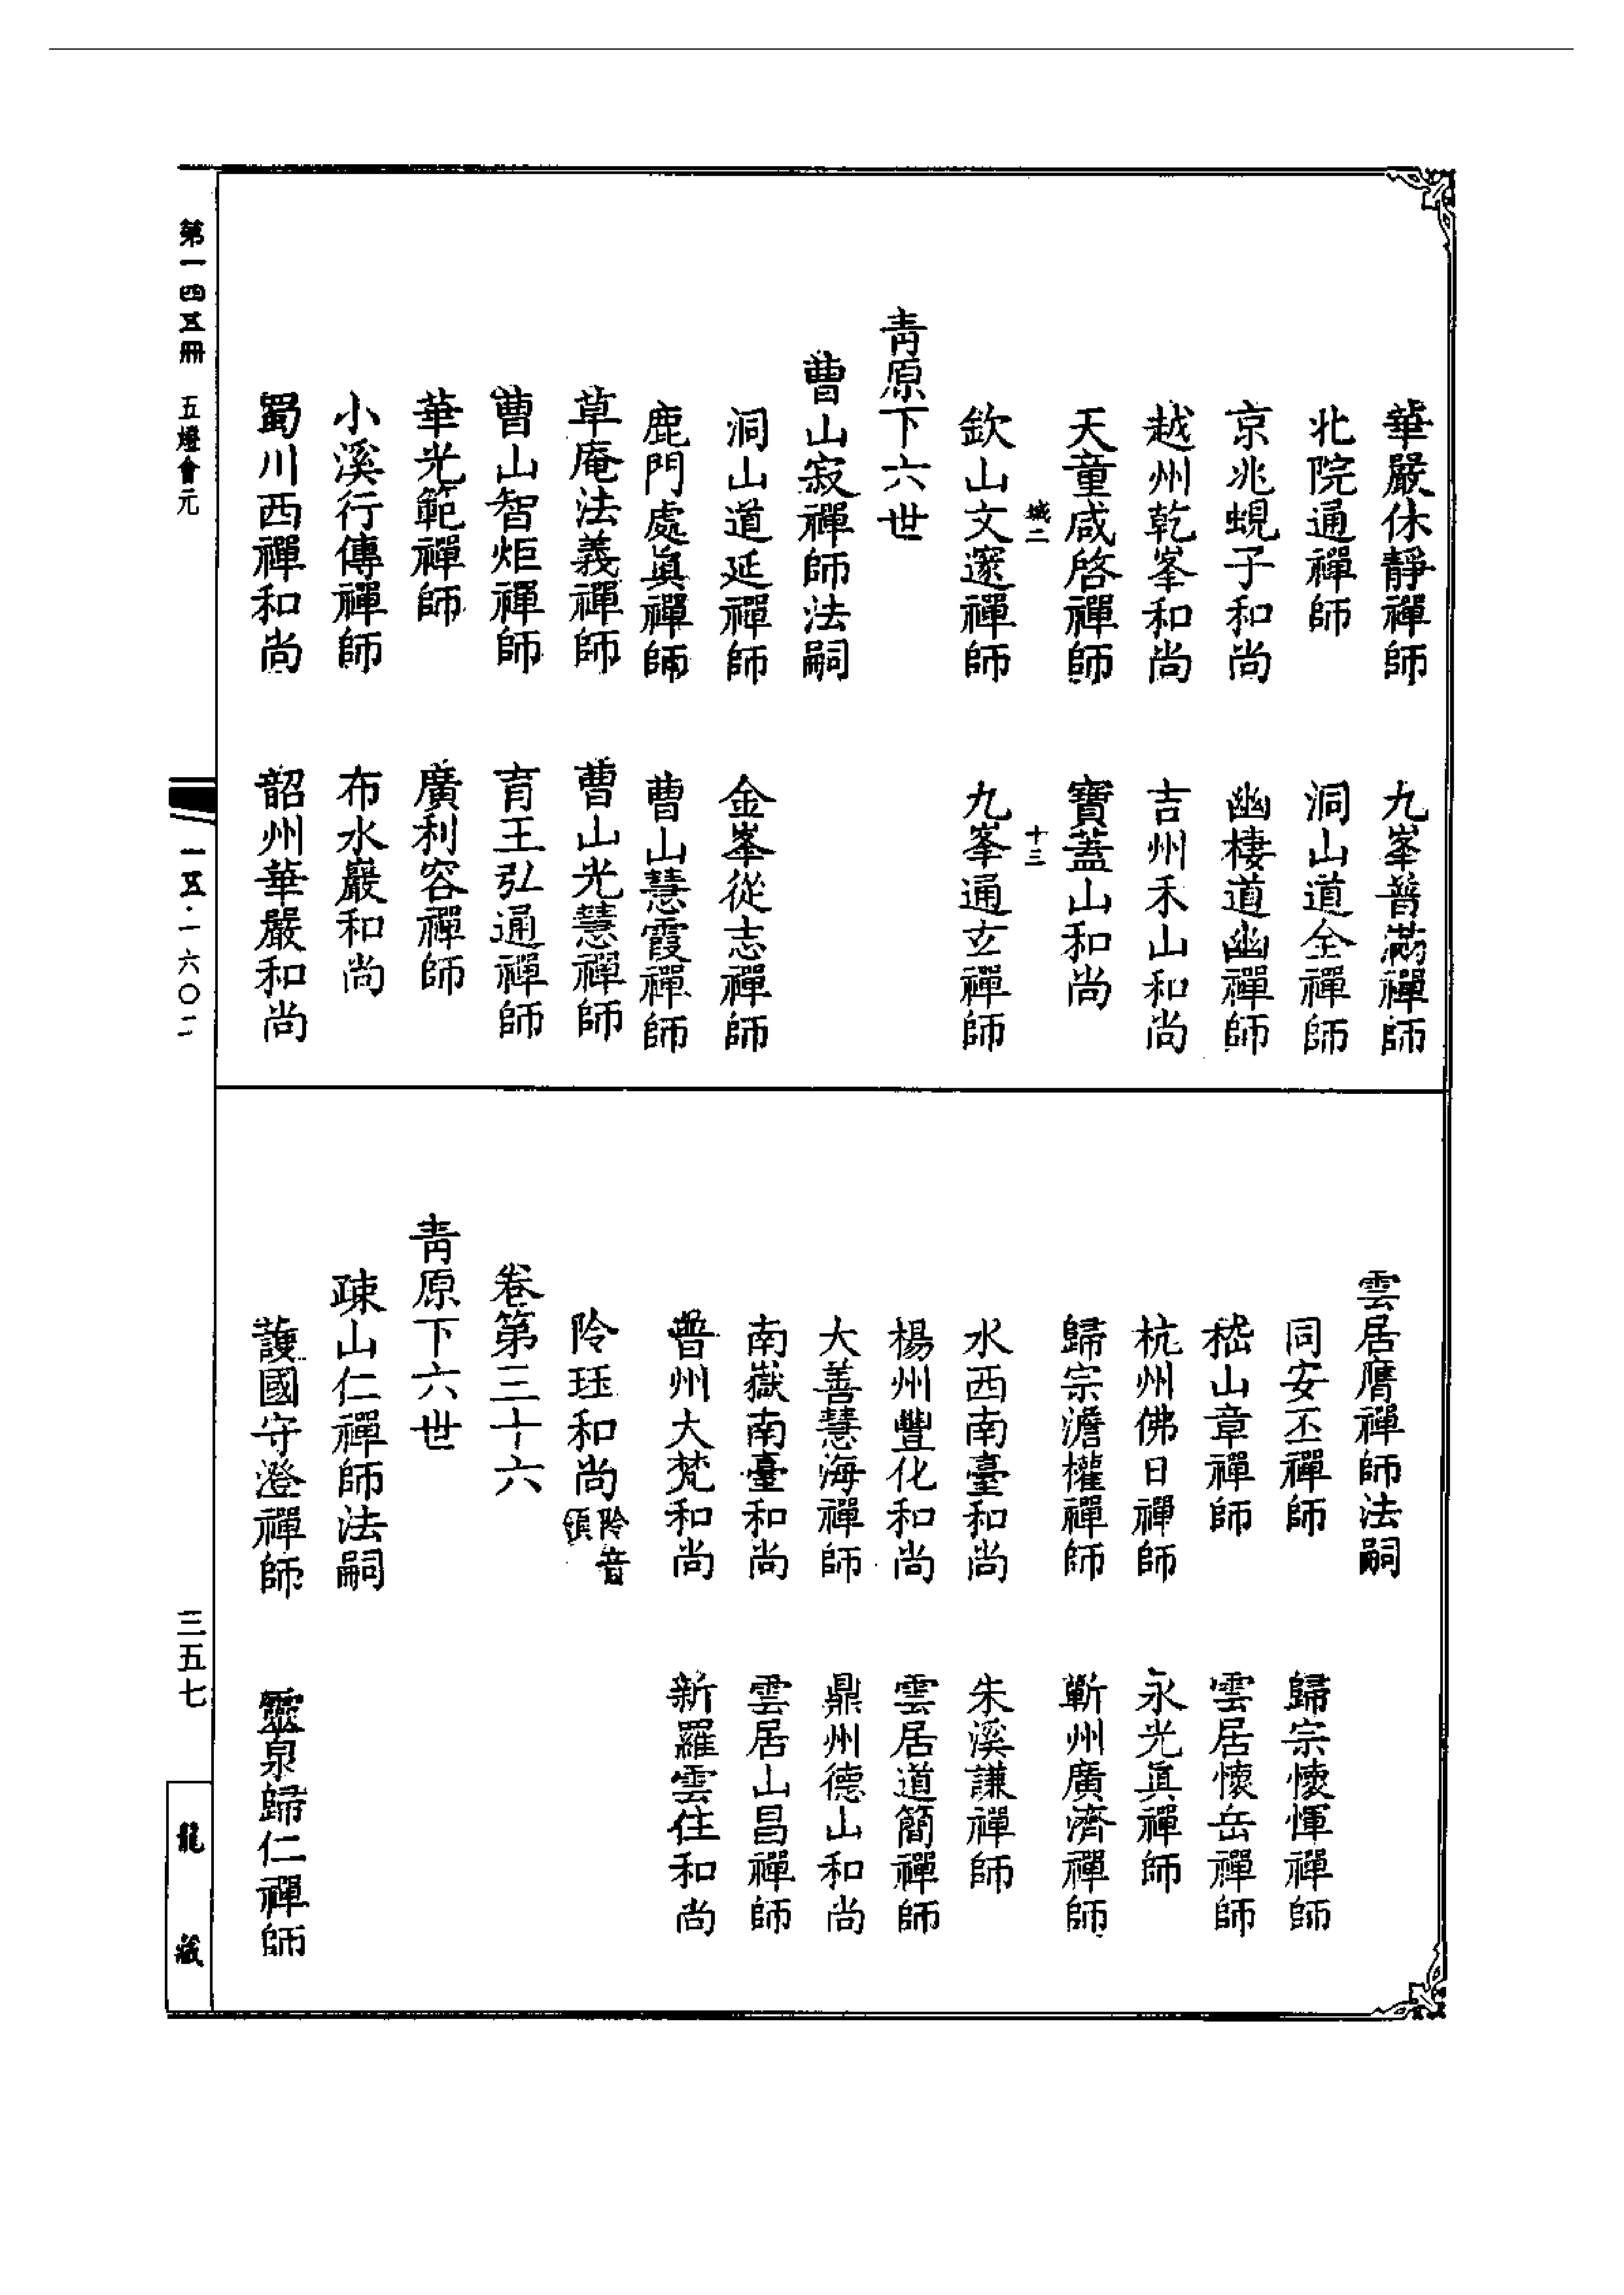 華嚴休靜禪師　九峯普滿禪師
北院通禪師　洞山道全禪師
京兆蜆子和尚　幽棲道幽禪師
越州乾峯和尚　吉州禾山和尚
天童咸啓禪師　寶蓋山和尚
城二　十三
欽山文邃禪師　九峯通玄禪師
青原下六世
曹山寂禪師法嗣
洞山道延禪師　金峯從志禪師
鹿門處眞禪師　曹山慧霞禪師
草庵法義禪師　曹山光慧禪師
曹山智炬禪師　育王弘通禪師
華光範禪師　廣利容禪師
小溪行傳禪師　布水巖和尚
蜀川西禪和尚　韶州華嚴和尚
雲居膺禪師法嗣
同安丕禪師　歸宗懷惲禪師
嵇山章禪師　雲居懷岳禪師
杭州佛日禪師　永光眞禪師
歸宗澹權禪師　蘄州廣濟禪師
水西南臺和尚　朱溪謙禪師
楊州豐化和尚　雲居道簡禪師
大善慧海禪師　鼎州德山和尚
南嶽南臺和尚　雲居山昌禪師
晋州大梵和尚　新羅雲住和尚
阾珏和尚 阾音
領
卷第三十六
青原下六世
疎山仁禪師法嗣
護國守澄禪師　靈泉歸仁禪師
第一四五冊　五燈會元　一五·一六〇二　三五七　龍藏